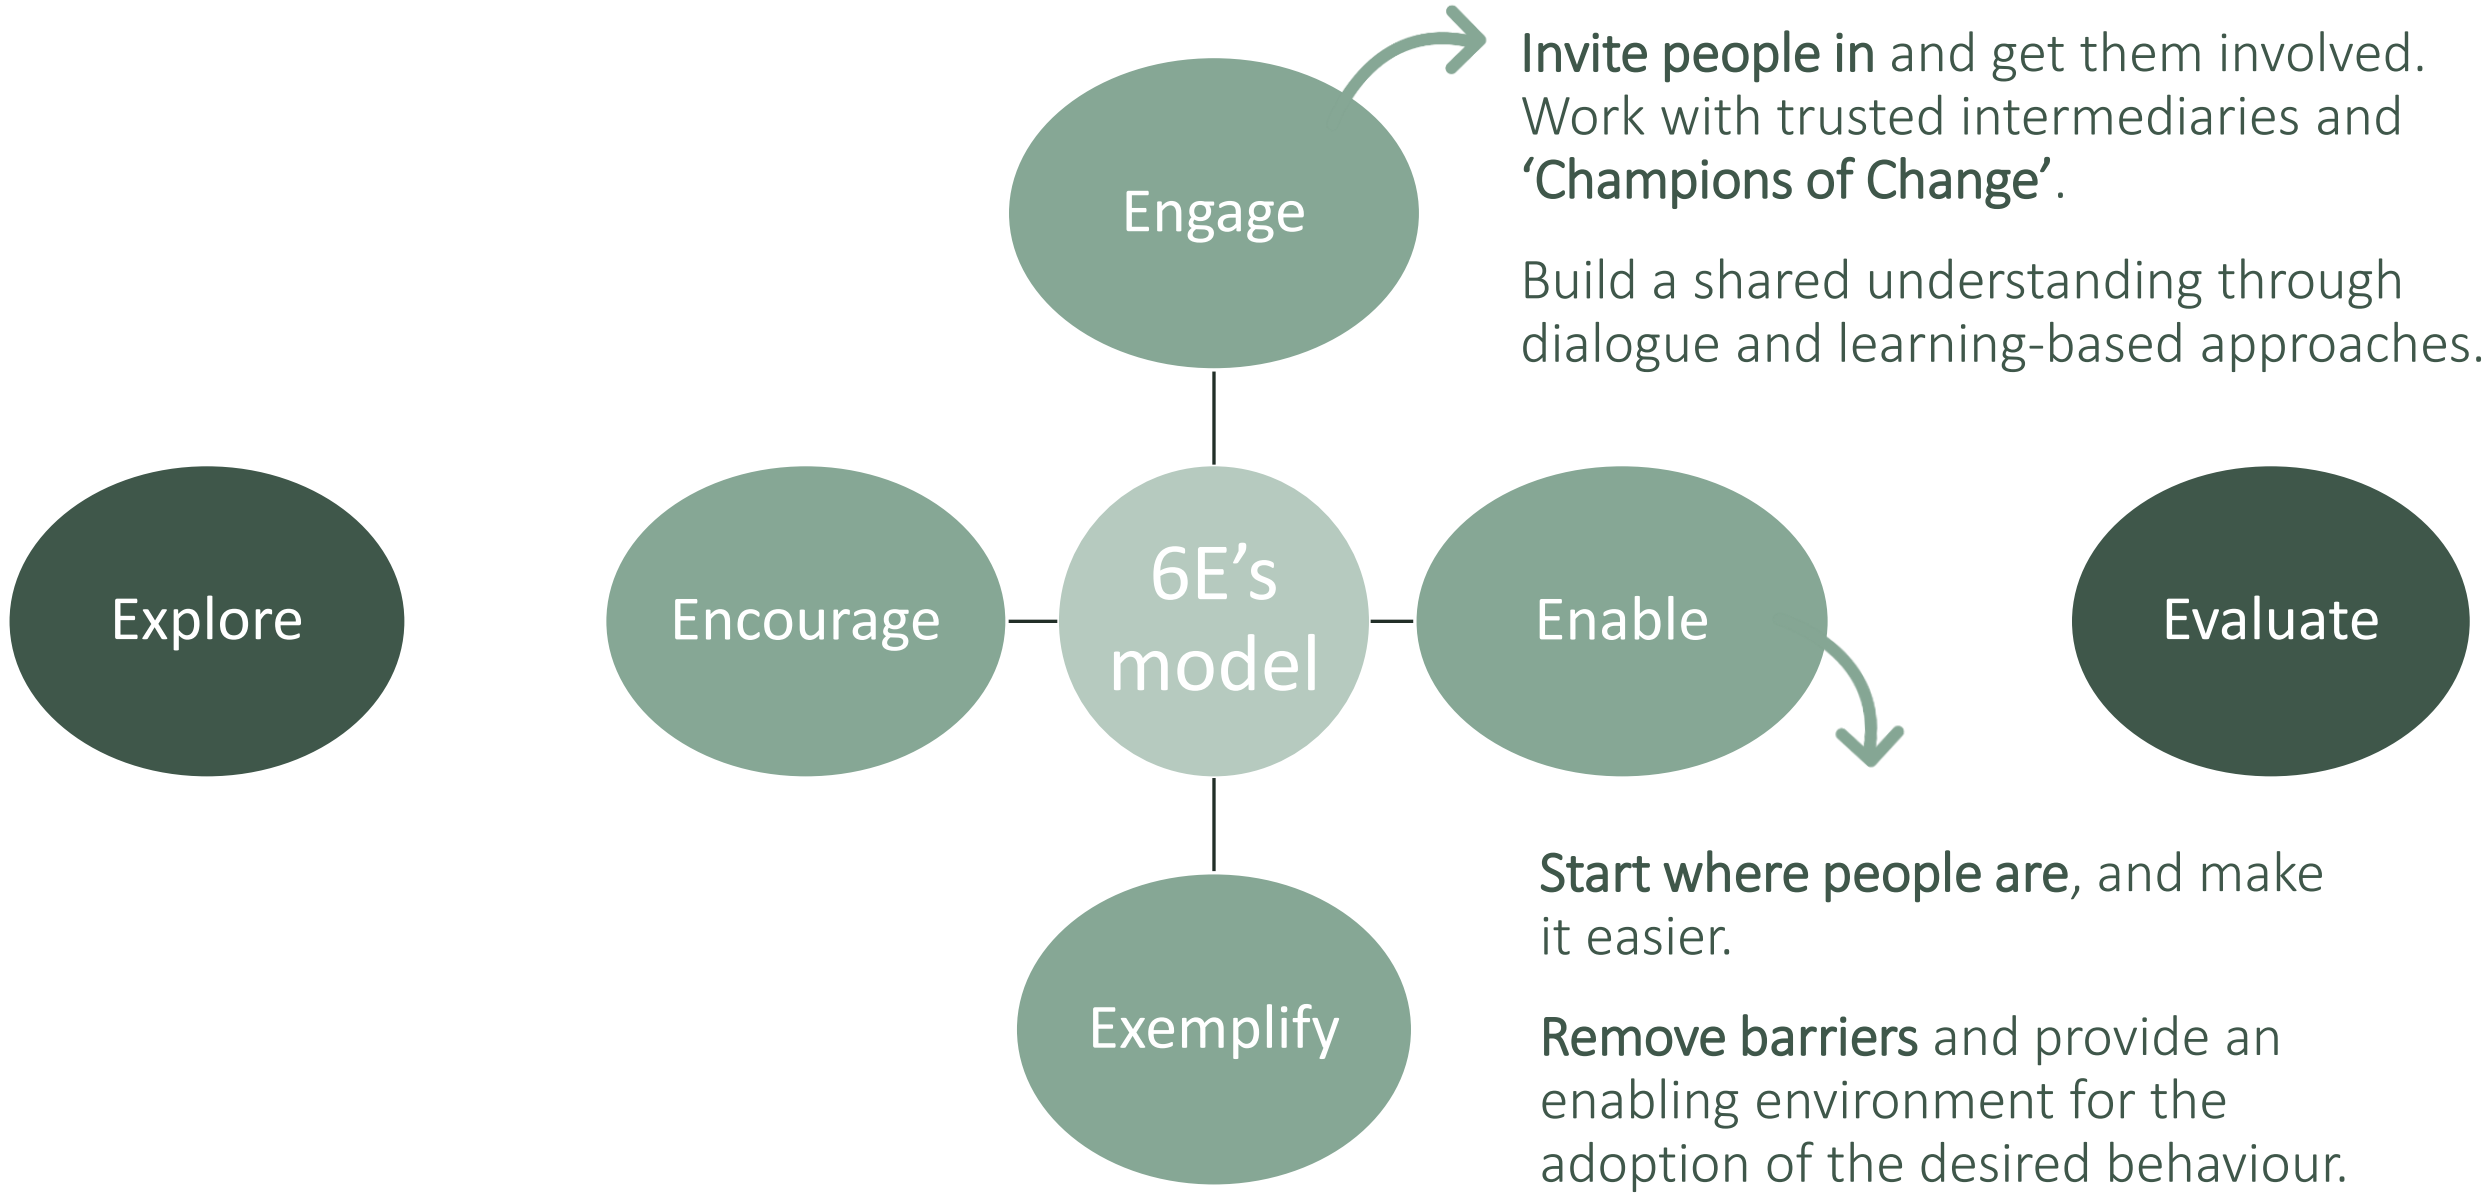 Invite people in and get them involved.
Work with trusted intermediaries and
‘Champions of Change’.
Engage
Build a shared understanding through
dialogue and learning-based approaches.
Explore
Encourage
6E’s
model
Enable
Evaluate
Start where people are, and make
it easier.
Exemplify
Remove barriers and provide an
enabling environment for the
adoption of the desired behaviour.